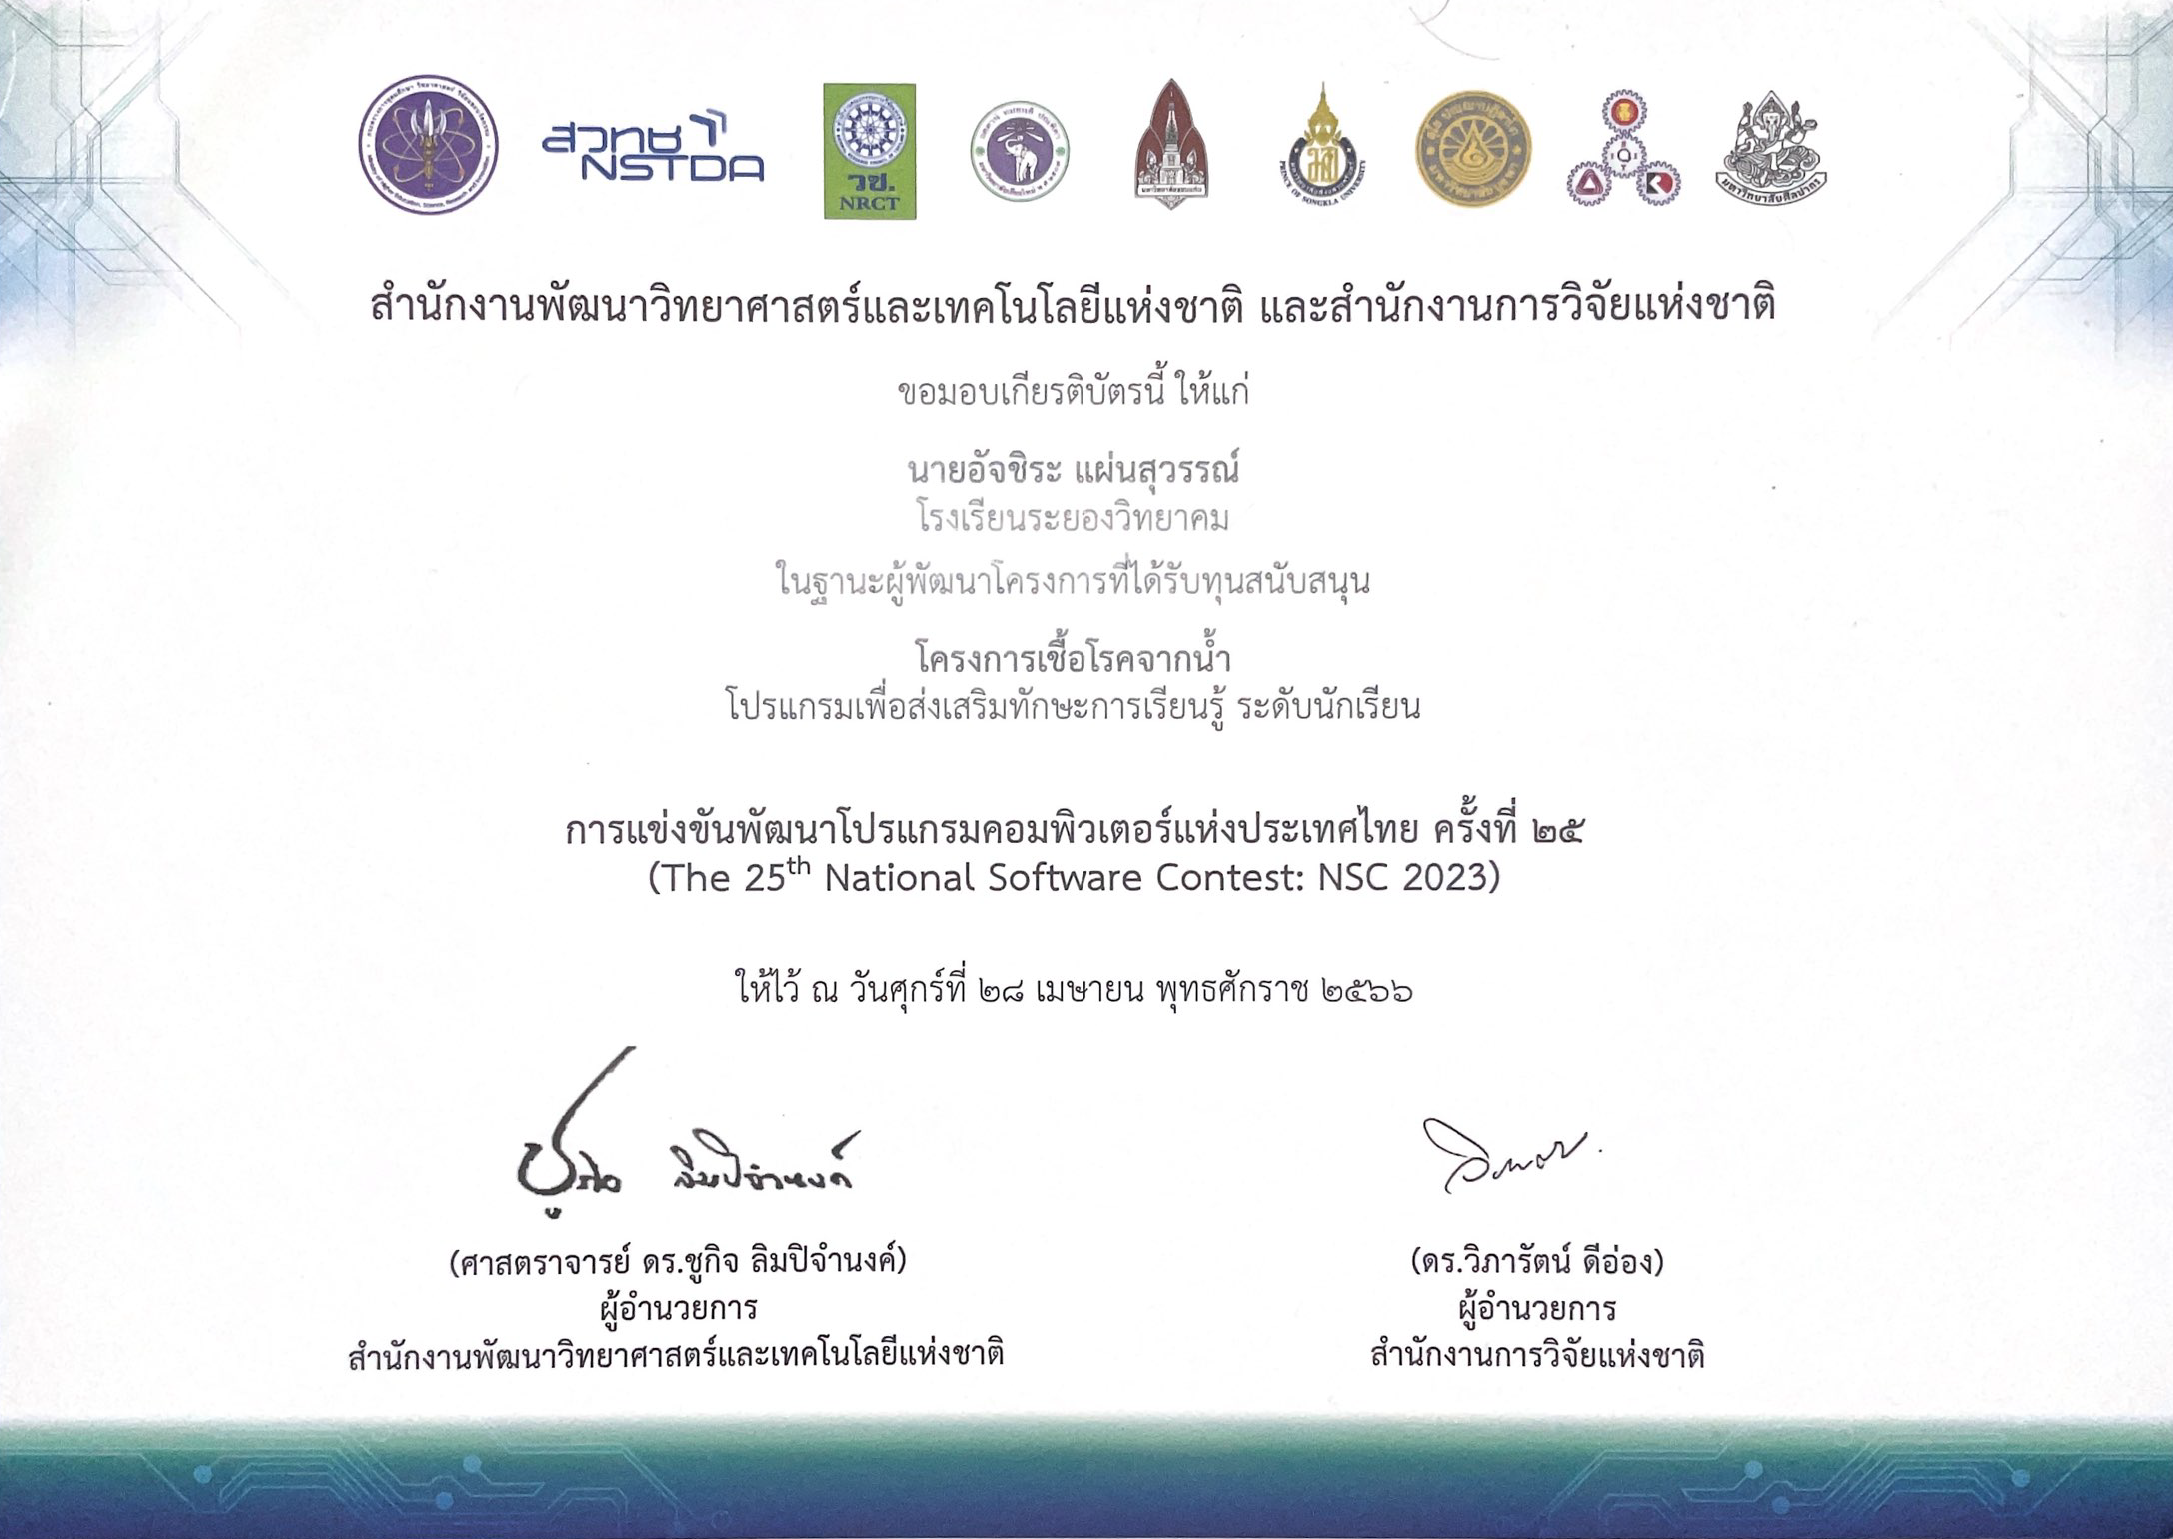 สวทช
NSTDA
วช.
NRCT
PRINCE OF SONGKLA UNIVERSITY
มหาวิทยาลัยศิลปากร
สำนักงานพัฒนาวิทยาศาสตร์และเทคโนโลยีแห่งชาติ และสำนักงานการวิจัยแห่งชาติ
ขอมอบเกียรติบัตรนี้ ให้แก่
นายอัจชิระ แผ่นสุวรรณ์
โรงเรียนระยองวิทยาคม
ในฐานะผู้พัฒนาโครงการที่ได้รับทุนสนับสนุน
โครงการเชื้อโรคจากน้ำ
โปรแกรมเพื่อส่งเสริมทักษะการเรียนรู้ ระดับนักเรียน
การแข่งขันพัฒนาโปรแกรมคอมพิวเตอร์แห่งประเทศไทย ครั้งที่ ๒๕
(The 25th National Software Contest: NSC 2023)
ให้ไว้ ณ วันศุกร์ที่ ๒๘ เมษายน พุทธศักราช ๒๕๖๖
ชูกิจ ลิมปิจำนงค์
(ศาสตราจารย์ ดร.ชูกิจ ลิมปิจำนงค์)
ผู้อำนวยการ
สำนักงานพัฒนาวิทยาศาสตร์และเทคโนโลยีแห่งชาติ
(ดร.วิภารัตน์ ดีอ่อง)
ผู้อำนวยการ
สำนักงานการวิจัยแห่งชาติ